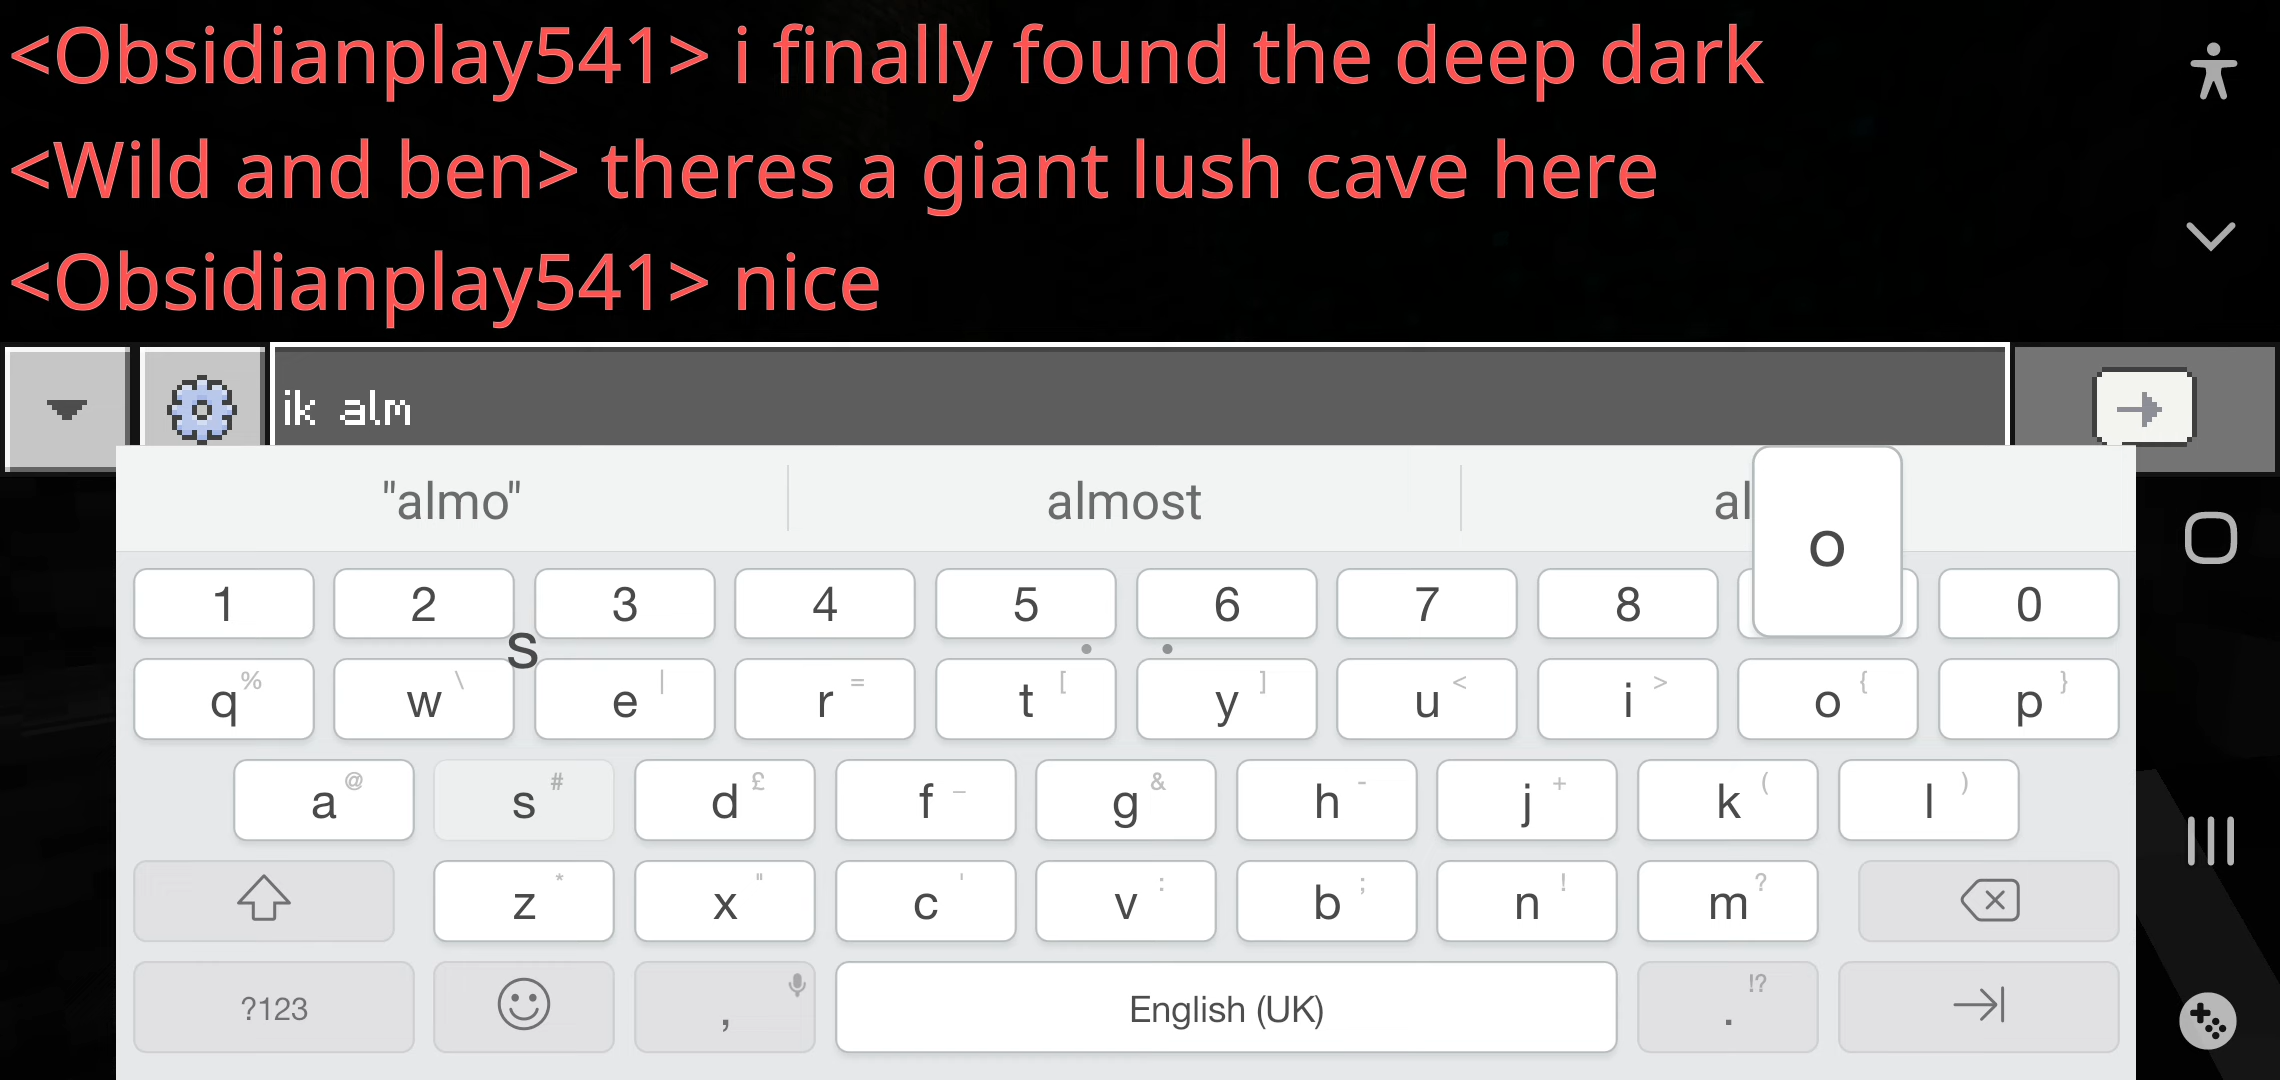 <Obsidianplay541> i finally found the deep dark
<Wild and ben> theres a giant lush cave here
<Obsidianplay541> nice
ik alm
"almo" almost al
o
1 2 3 4 5 6 7 8 0
s
q % w \ e | r = t [ y ] u < i > o { p }
a @ s # d £ f _ g & h - j + k ( l )
z * x " c ' v : b ; n ! m ?
?123 , English (UK) . !?